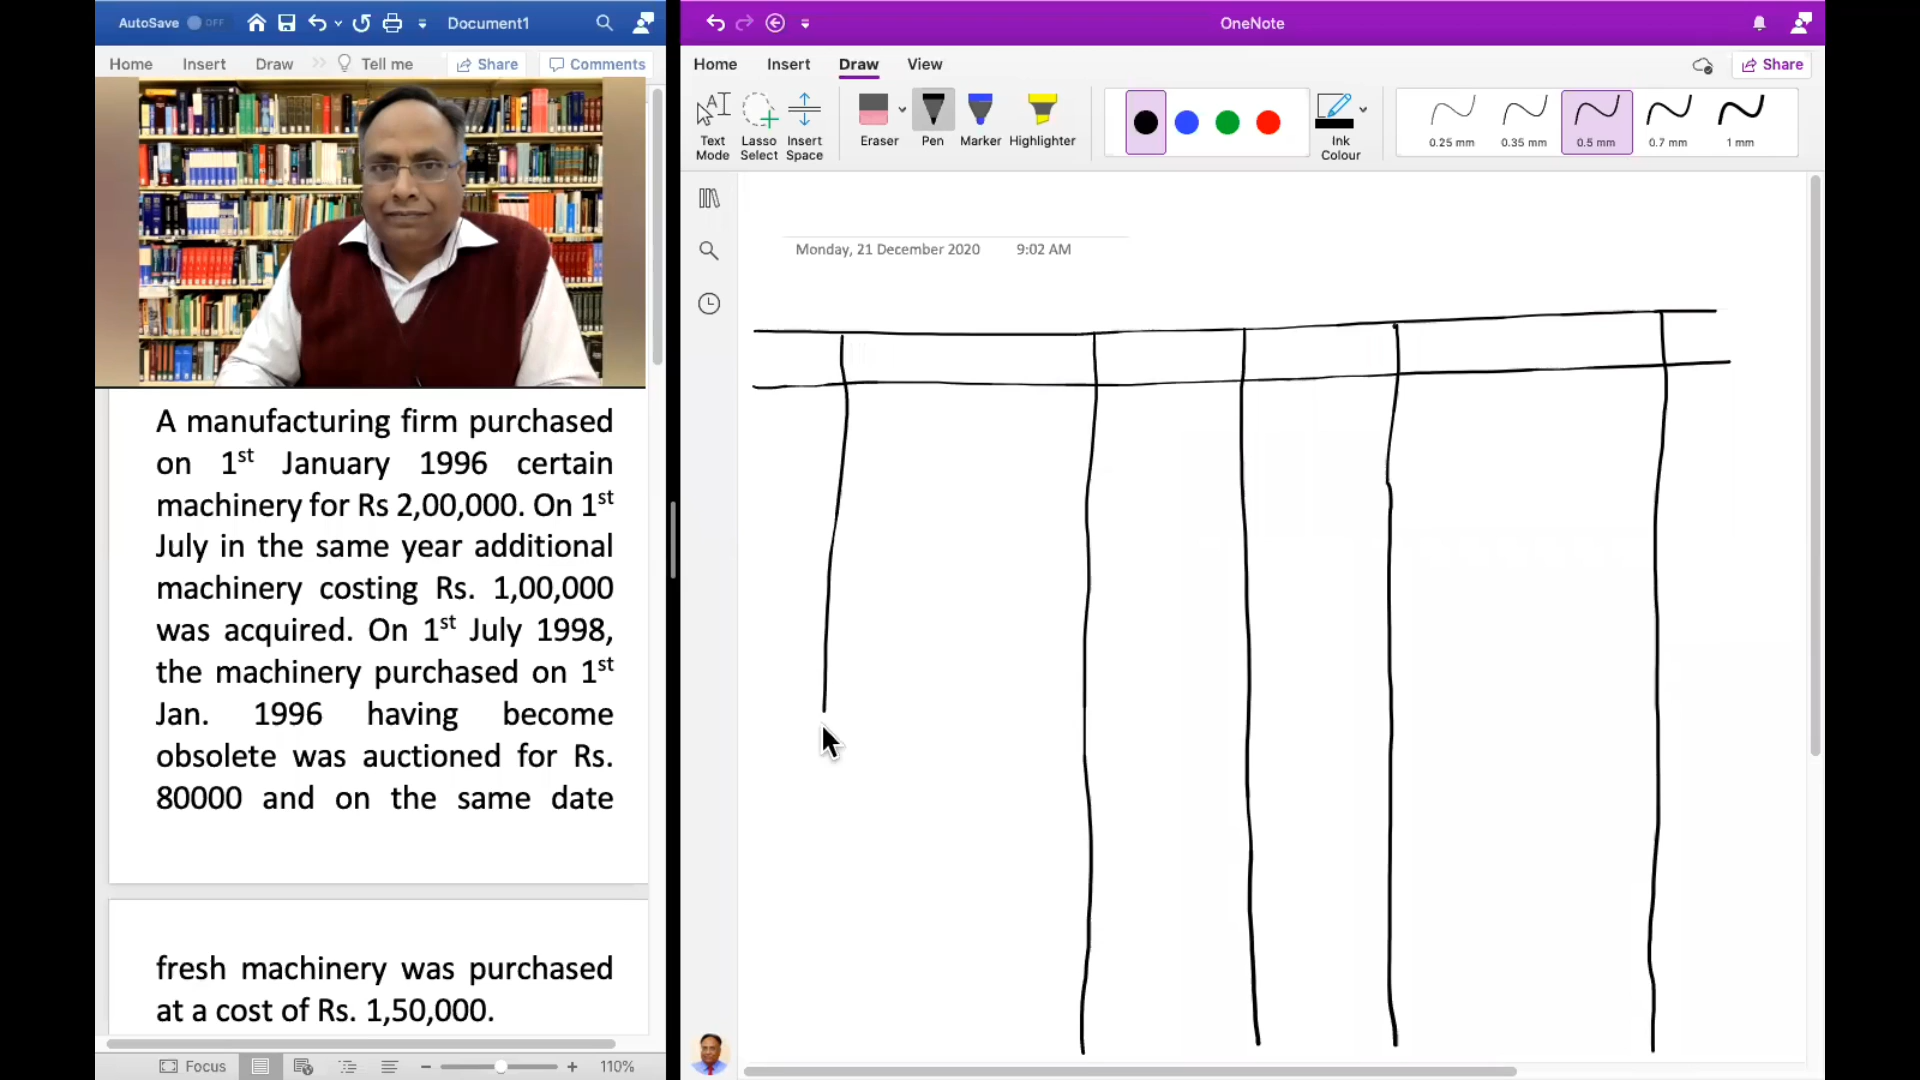 AutoSave OFF Document1
Home Insert Draw Tell me Share Comments
A manufacturing firm purchased
on 1st January 1996 certain
machinery for Rs 2,00,000. On 1st
July in the same year additional
machinery costing Rs. 1,00,000
was acquired. On 1st July 1998,
the machinery purchased on 1st
Jan. 1996 having become
obsolete was auctioned for Rs.
80000 and on the same date
fresh machinery was purchased
at a cost of Rs. 1,50,000.
Focus 110%
OneNote
Home Insert Draw View Share
Text Mode
Lasso Select
Insert Space
Eraser
Pen
Marker
Highlighter
Ink Colour
0.25 mm
0.35 mm
0.5 mm
0.7 mm
1 mm
Monday, 21 December 2020 9:02 AM